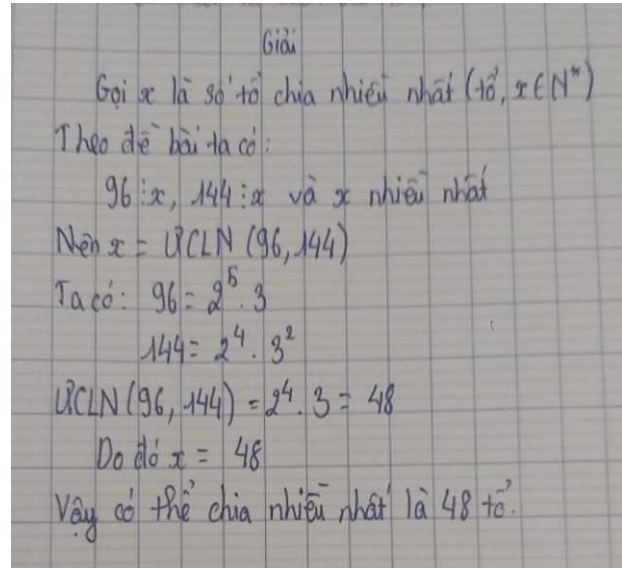 Giải
Gọi x là số tổ chia nhiều nhất (tổ, x ∈ N*)
Theo đề bài ta có:
96 ⋮ x, 144 ⋮ x và x nhiều nhất
Nên x = ƯCLN (96, 144)
Ta có: 96 = 2⁵ . 3
144 = 2⁴ . 3²
ƯCLN (96, 144) = 2⁴ . 3 = 48
Do đó x = 48
Vậy có thể chia nhiều nhất là 48 tổ.